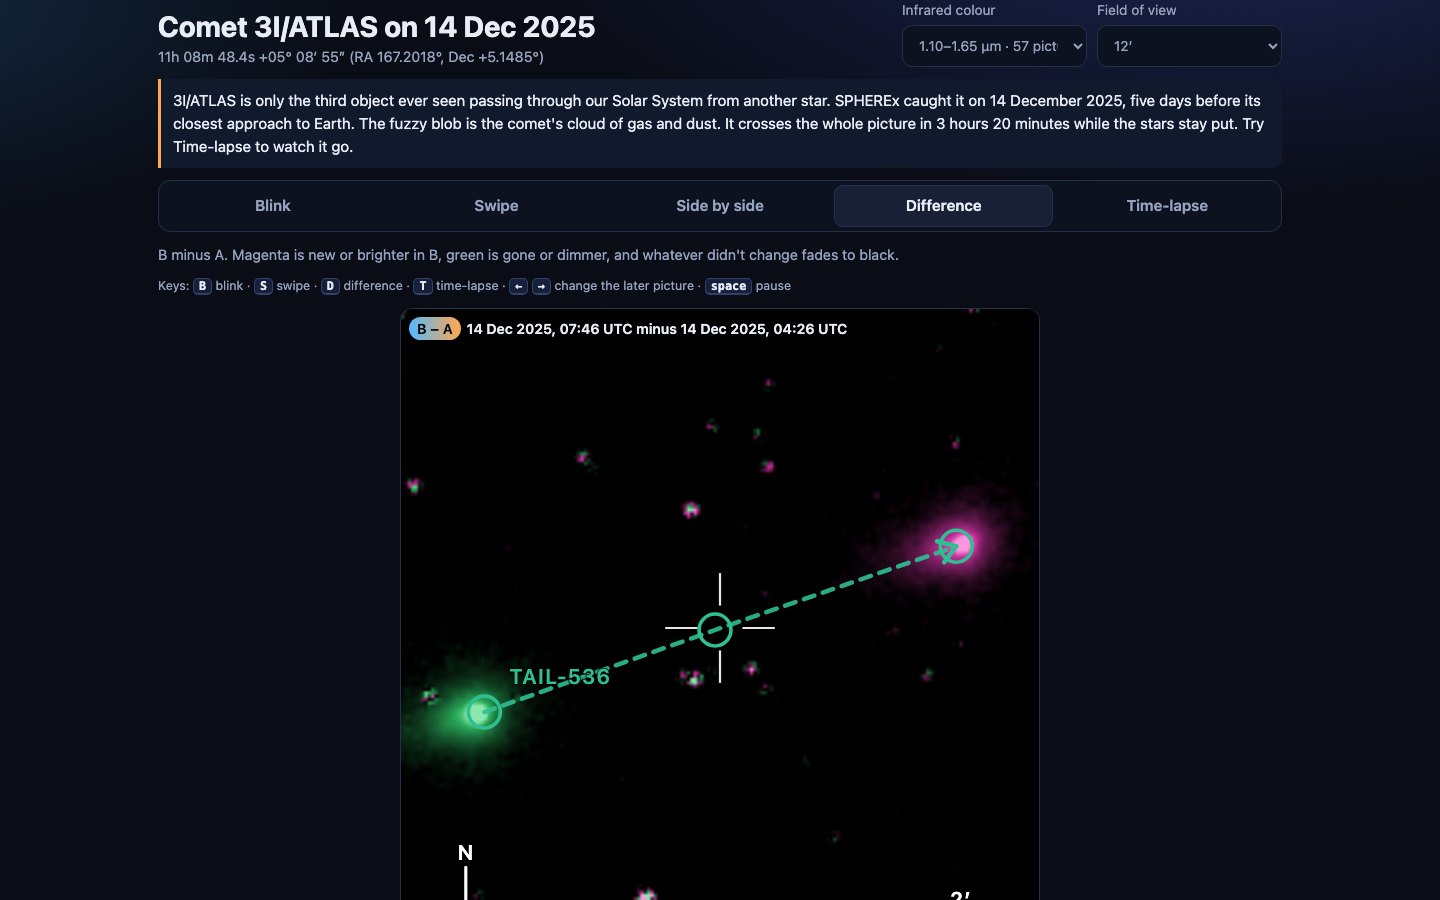 Comet 3I/ATLAS on 14 Dec 2025
11h 08m 48.4s +05° 08′ 55″ (RA 167.2018°, Dec +5.1485°)
Infrared colour
1.10–1.65 µm · 57 pict
Field of view
12′
3I/ATLAS is only the third object ever seen passing through our Solar System from another star. SPHEREx caught it on 14 December 2025, five days before its
closest approach to Earth. The fuzzy blob is the comet's cloud of gas and dust. It crosses the whole picture in 3 hours 20 minutes while the stars stay put. Try
Time-lapse to watch it go.
Blink
Swipe
Side by side
Difference
Time-lapse
B minus A. Magenta is new or brighter in B, green is gone or dimmer, and whatever didn't change fades to black.
Keys: B blink · S swipe · D difference · T time-lapse · ← → change the later picture · space pause
B – A 14 Dec 2025, 07:46 UTC minus 14 Dec 2025, 04:26 UTC
TAIL-536
N
2′